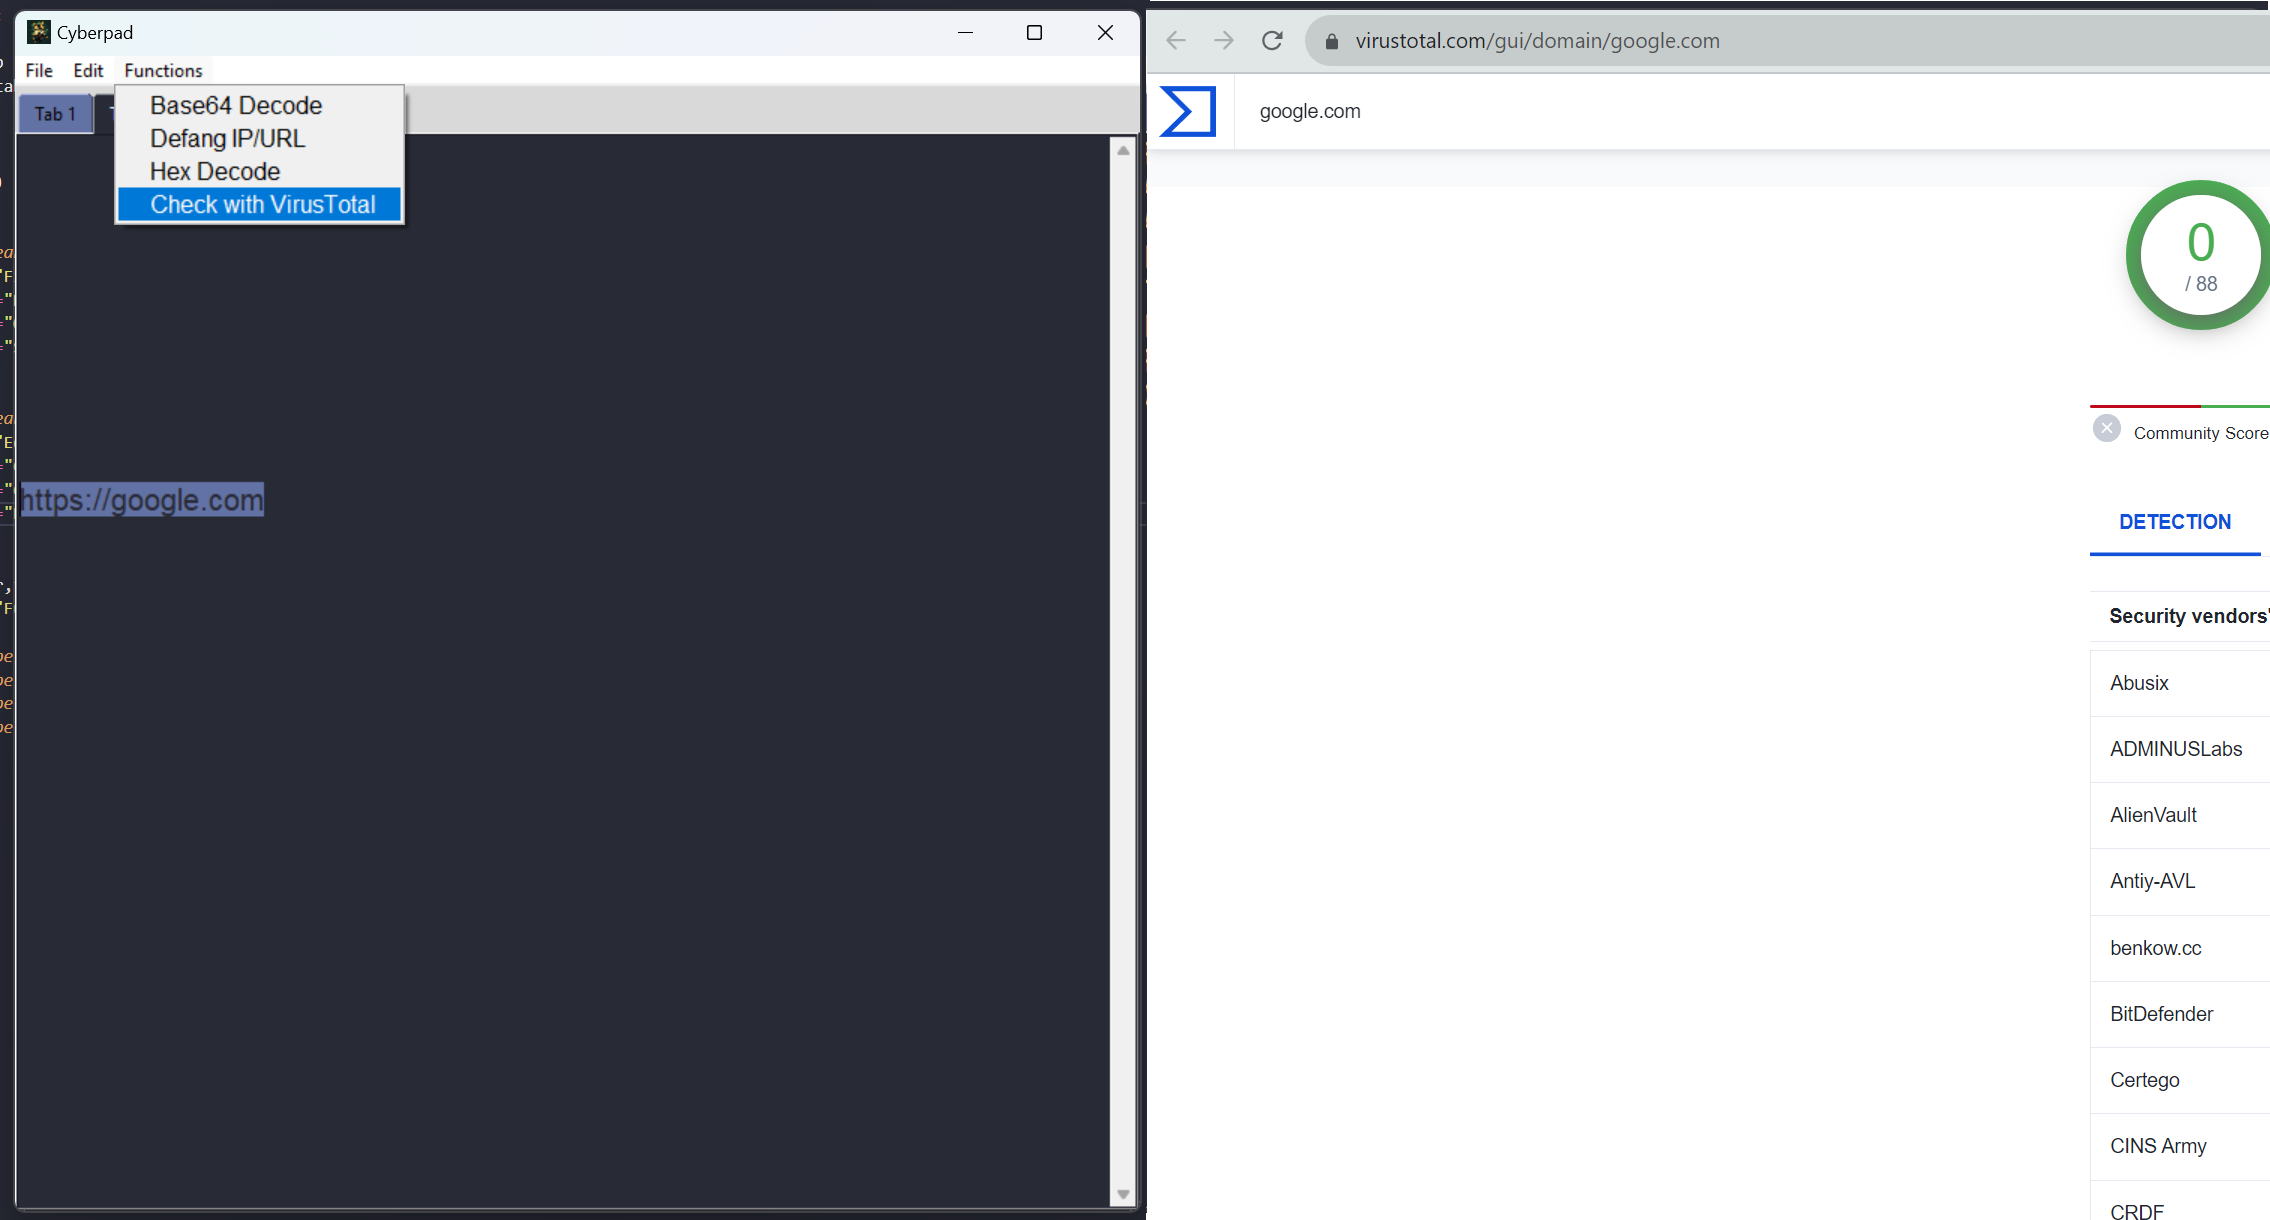 Cyberpad
File Edit Functions
Tab 1
Base64 Decode
Defang IP/URL
Hex Decode
Check with VirusTotal
https://google.com
virustotal.com/gui/domain/google.com
google.com
0
/ 88
Community Score
DETECTION
Security vendors'
Abusix
ADMINUSLabs
AlienVault
Antiy-AVL
benkow.cc
BitDefender
Certego
CINS Army
CRDF